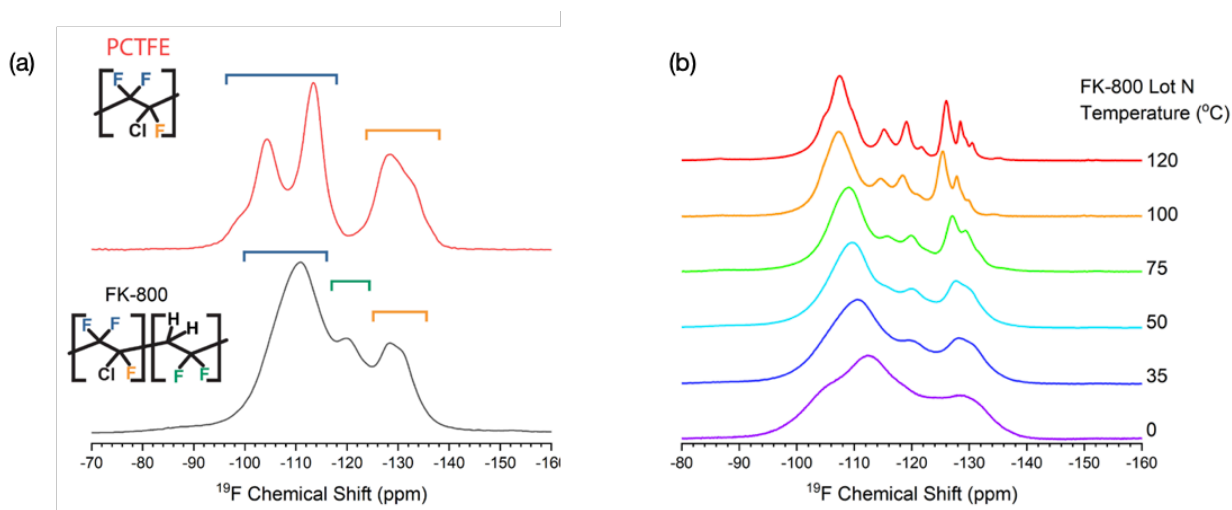 (a)
PCTFE
F F
Cl F
FK-800
F F H H
Cl F F F
-70 -80 -90 -100 -110 -120 -130 -140 -150 -160
19F Chemical Shift (ppm)
(b)
FK-800 Lot N
Temperature (°C)
120
100
75
50
35
0
-80 -90 -100 -110 -120 -130 -140 -150 -160
19F Chemical Shift (ppm)